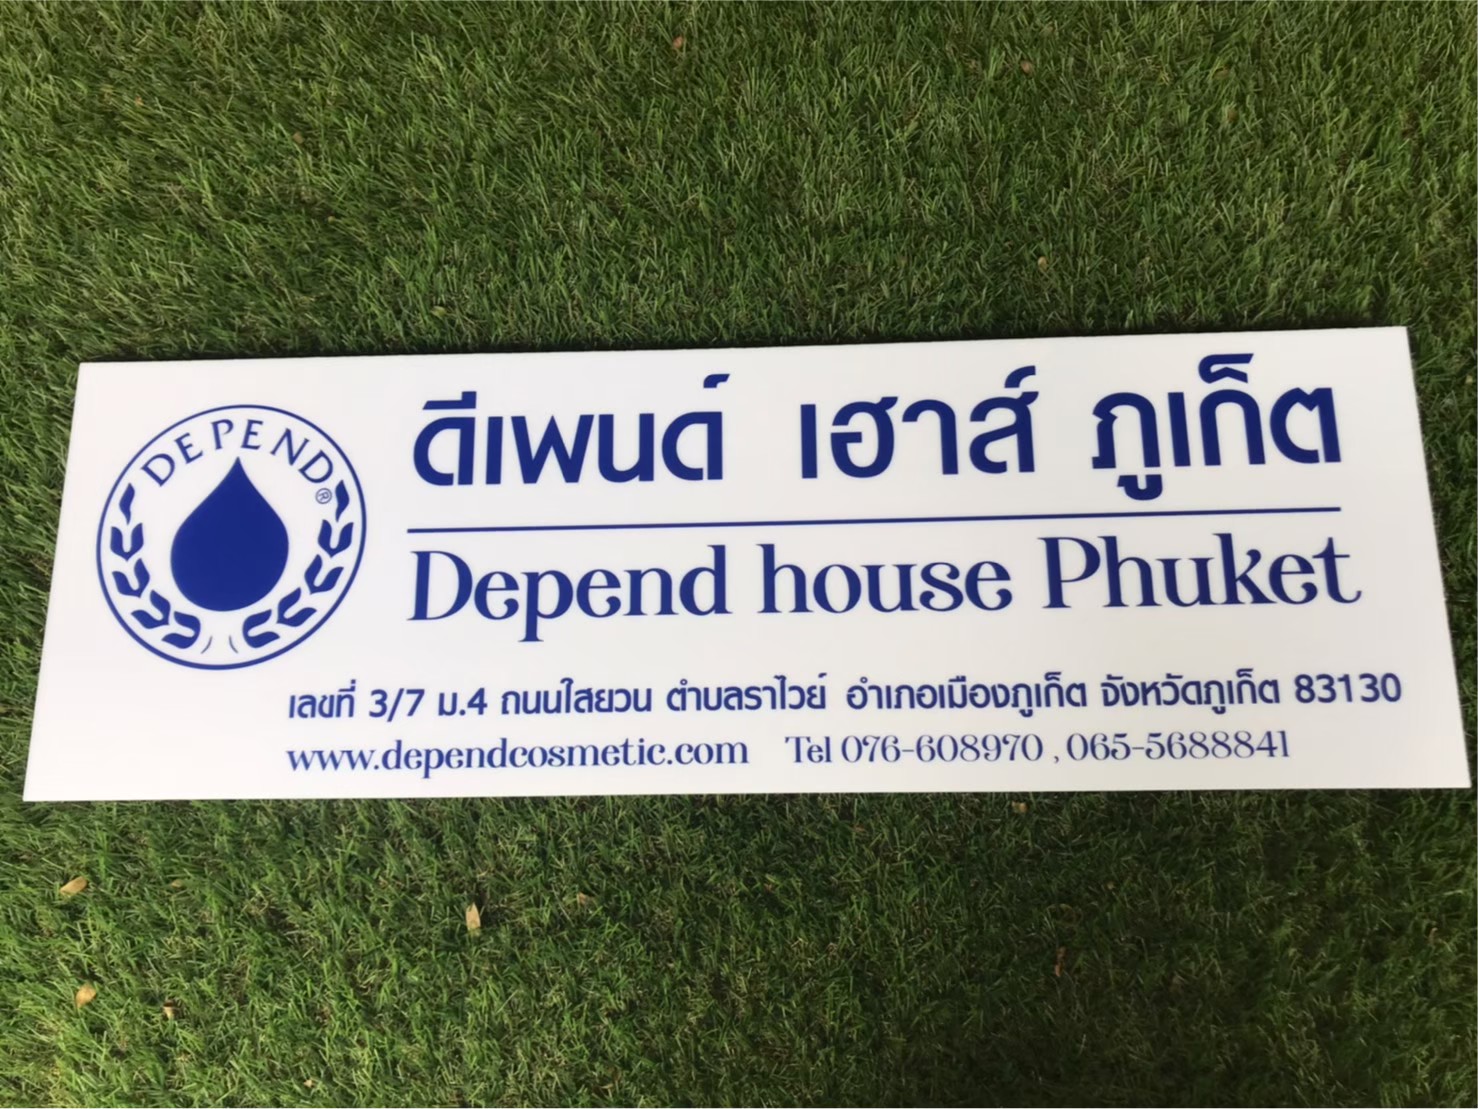 DEPEND®
ดีเพนด์ เฮาส์ ภูเก็ต
Depend house Phuket
เลขที่ 3/7 ม.4 ถนนใสยวน ตำบลราไวย์ อำเภอเมืองภูเก็ต จังหวัดภูเก็ต 83130
www.dependcosmetic.com Tel 076-608970 , 065-5688841